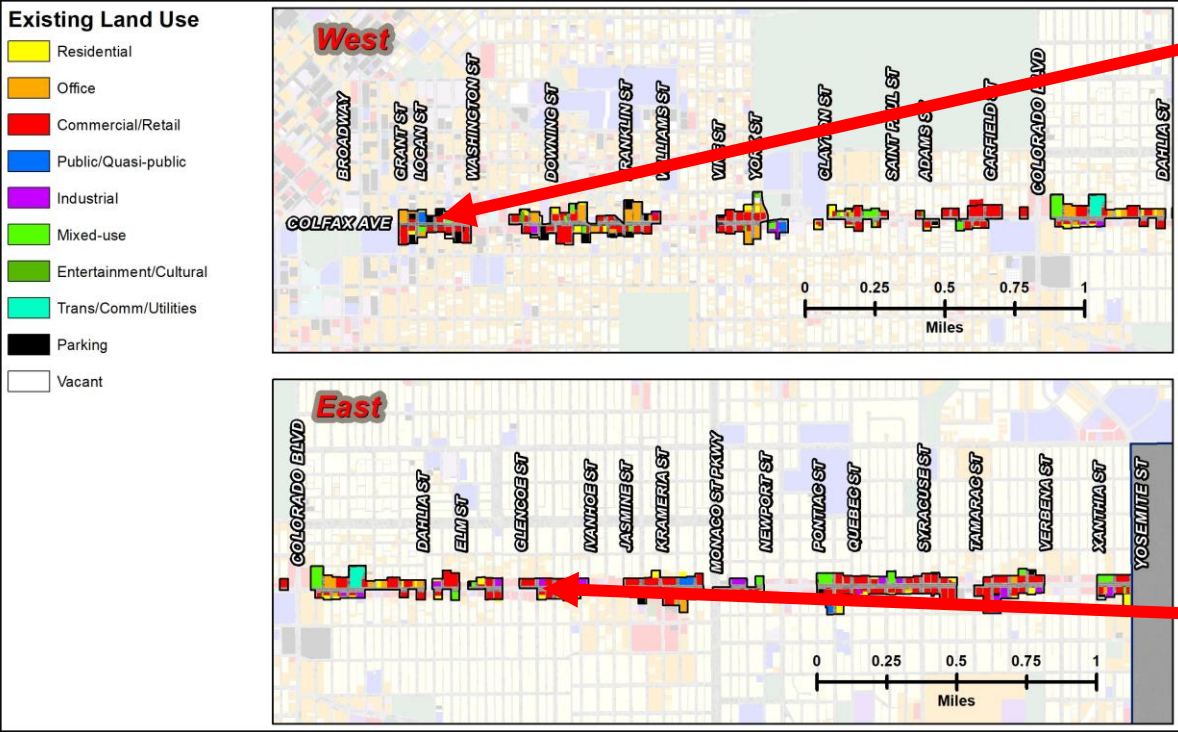 Existing Land Use
Residential
Office
Commercial/Retail
Public/Quasi-public
Industrial
Mixed-use
Entertainment/Cultural
Trans/Comm/Utilities
Parking
Vacant
West
BROADWAY
GRANT ST
LOGAN ST
WASHINGTON ST
DOWNING ST
RANKLIN ST
WILLIAMS ST
VINE ST
YORK ST
CLAYTON ST
SAINT PAUL ST
ADAMS ST
GARFIELD ST
COLORADO BLVD
DAHLIA ST
COLFAX AVE
0 0.25 0.5 0.75 1
Miles
East
COLORADO BLVD
DAHLIA ST
ELM ST
GLENCOE ST
IVANHOE ST
JASMINE ST
KRAMERIA ST
MONACO ST PKWY
NEWPORT ST
PONTIAC ST
QUEBEC ST
SYRACUSE ST
TAMARAC ST
VERBENA ST
XANTHIA ST
YOSEMITE ST
0 0.25 0.5 0.75 1
Miles